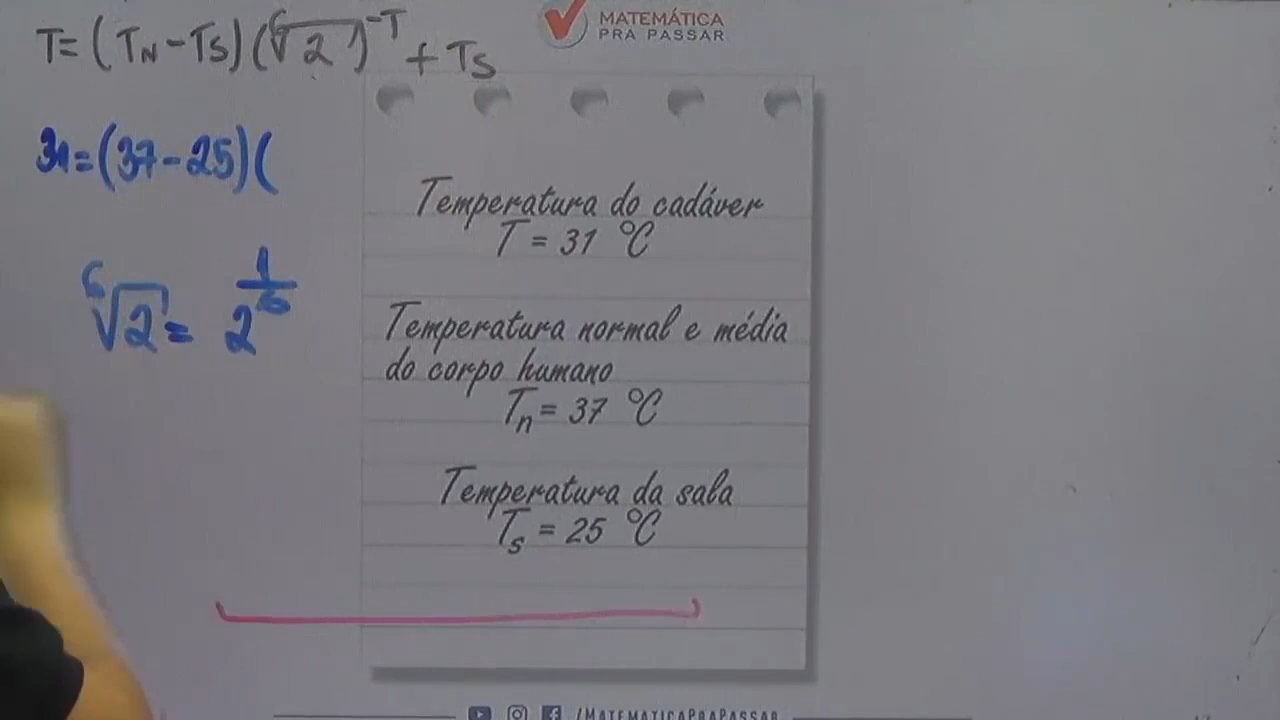 T=(TN-TS)(⁶√2)^-T+TS
MATEMÁTICA
PRA PASSAR
31=(37-25)(
⁶√2=2^1/6
Temperatura do cadáver
T = 31 °C
Temperatura normal e média
do corpo humano
Tn = 37 °C
Temperatura da sala
Ts = 25 °C
/MATEMATICAPRAPASSAR